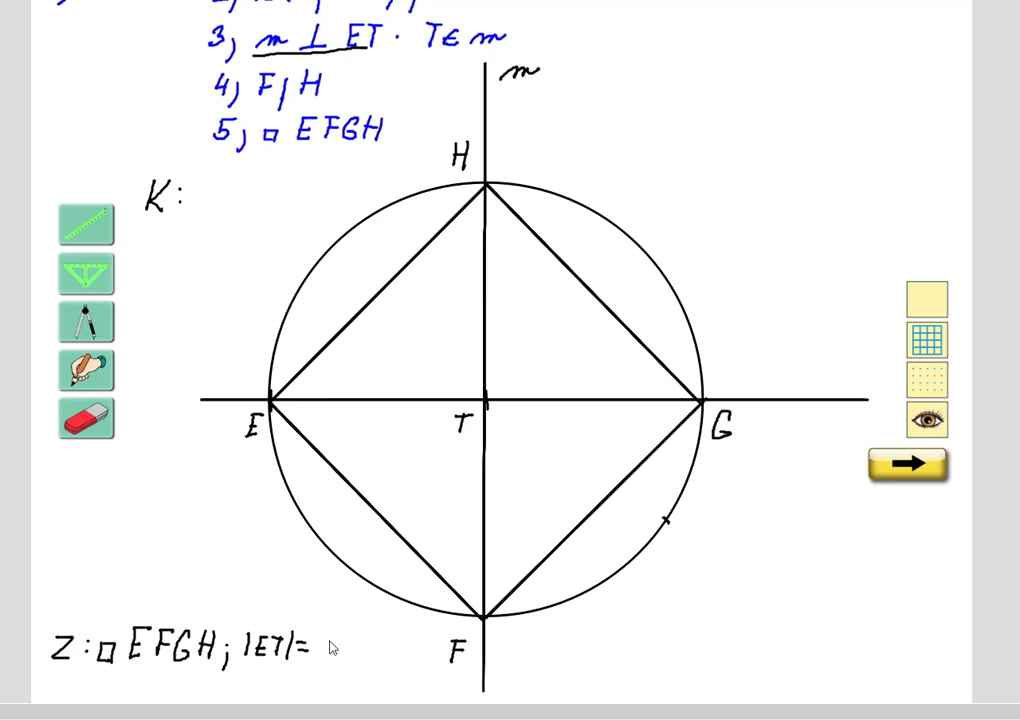 3) m ⊥ ET · T ∈ m
m
4) F, H
5) □ EFGH
H
K:
E
T
G
Z: □ EFGH; |ET|=
F